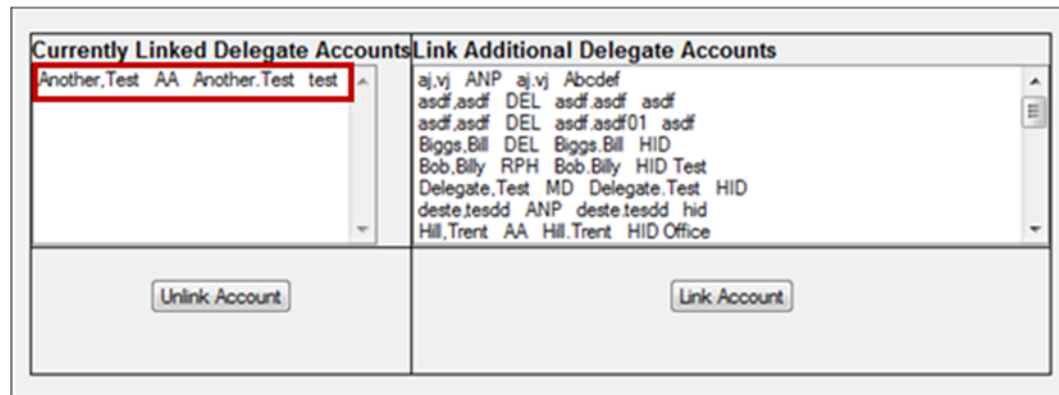 Currently Linked Delegate Accounts
Another,Test AA Another.Test test
Unlink Account
Link Additional Delegate Accounts
aj,vj ANP aj.vj Abcdef
asdf,asdf DEL asdf.asdf asdf
asdf,asdf DEL asdf.asdf01 asdf
Biggs,Bill DEL Biggs.Bill HID
Bob,Billy RPH Bob.Billy HID Test
Delegate,Test MD Delegate.Test HID
deste,tesdd ANP deste.tesdd hid
Hill,Trent AA Hill.Trent HID Office
Link Account